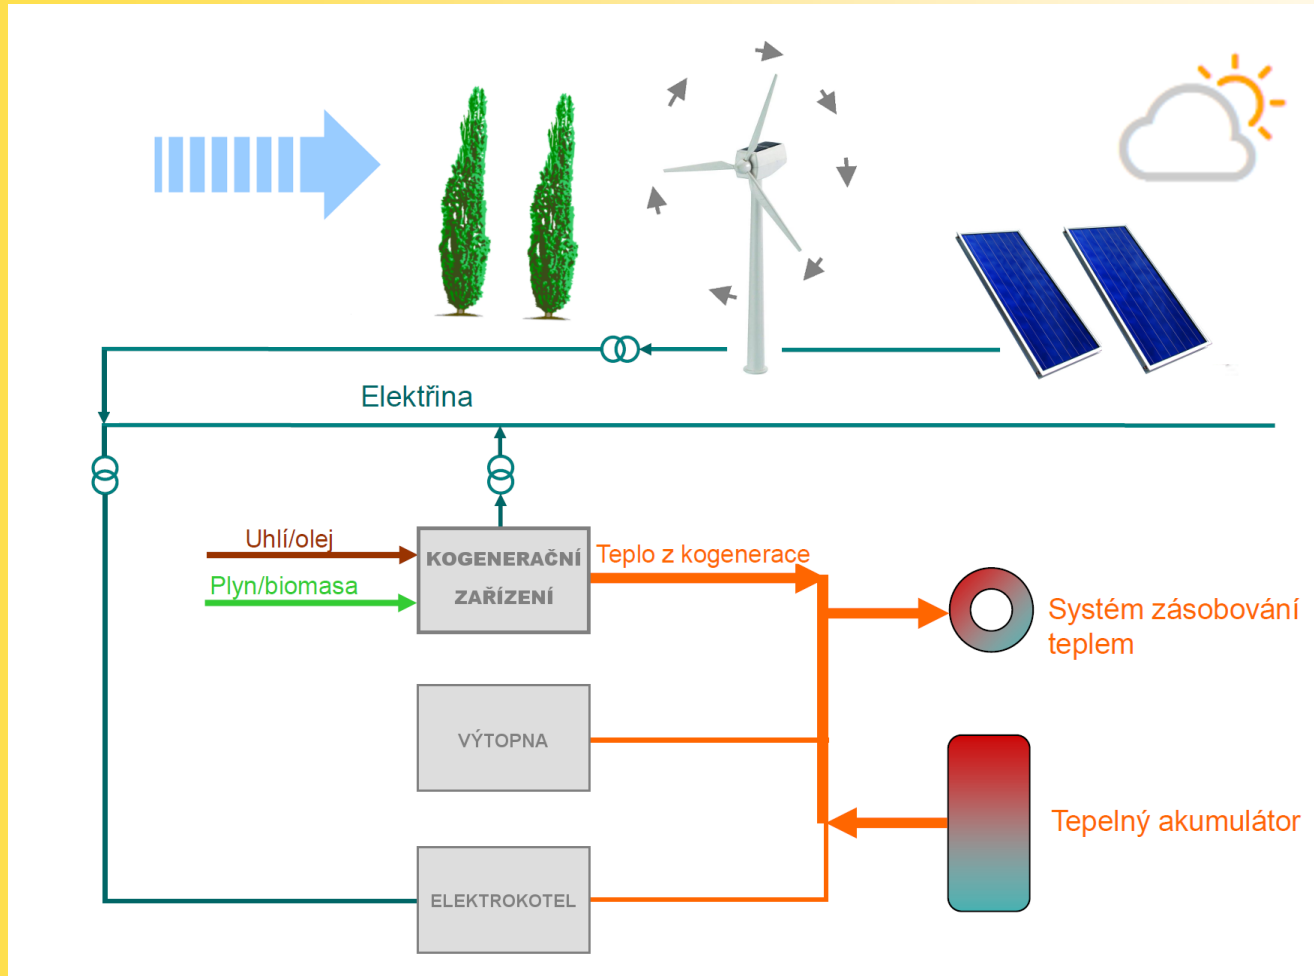 Elektřina
Uhlí/olej
Plyn/biomasa
KOGENERAČNÍ
ZAŘÍZENÍ
Teplo z kogenerace
Systém zásobování
teplem
VÝTOPNA
Tepelný akumulátor
ELEKTROKOTEL